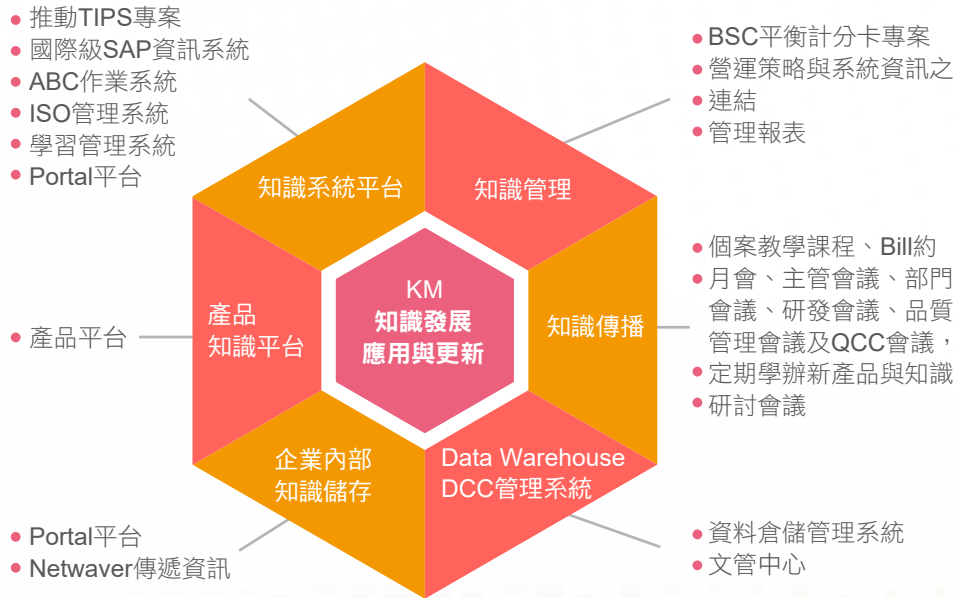 推動TIPS專案
國際級SAP資訊系統
ABC作業系統
ISO管理系統
學習管理系統
Portal平台
BSC平衡計分卡專案
營運策略與系統資訊之
連結
管理報表
知識系統平台
知識管理
個案教學課程、Bill約
月會、主管會議、部門
會議、研發會議、品質
管理會議及QCC會議，
定期學辦新產品與知識
研討會議
產品平台
產品
知識平台
KM
知識發展
應用與更新
知識傳播
企業內部
知識儲存
Data Warehouse
DCC管理系統
Portal平台
Netwaver傳遞資訊
資料倉儲管理系統
文管中心